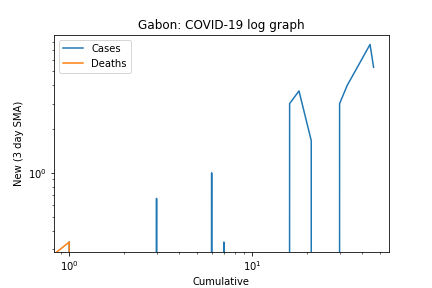 Gabon: COVID-19 log graph
Cases
Deaths
New (3 day SMA)
10⁰
10⁰
10¹
Cumulative